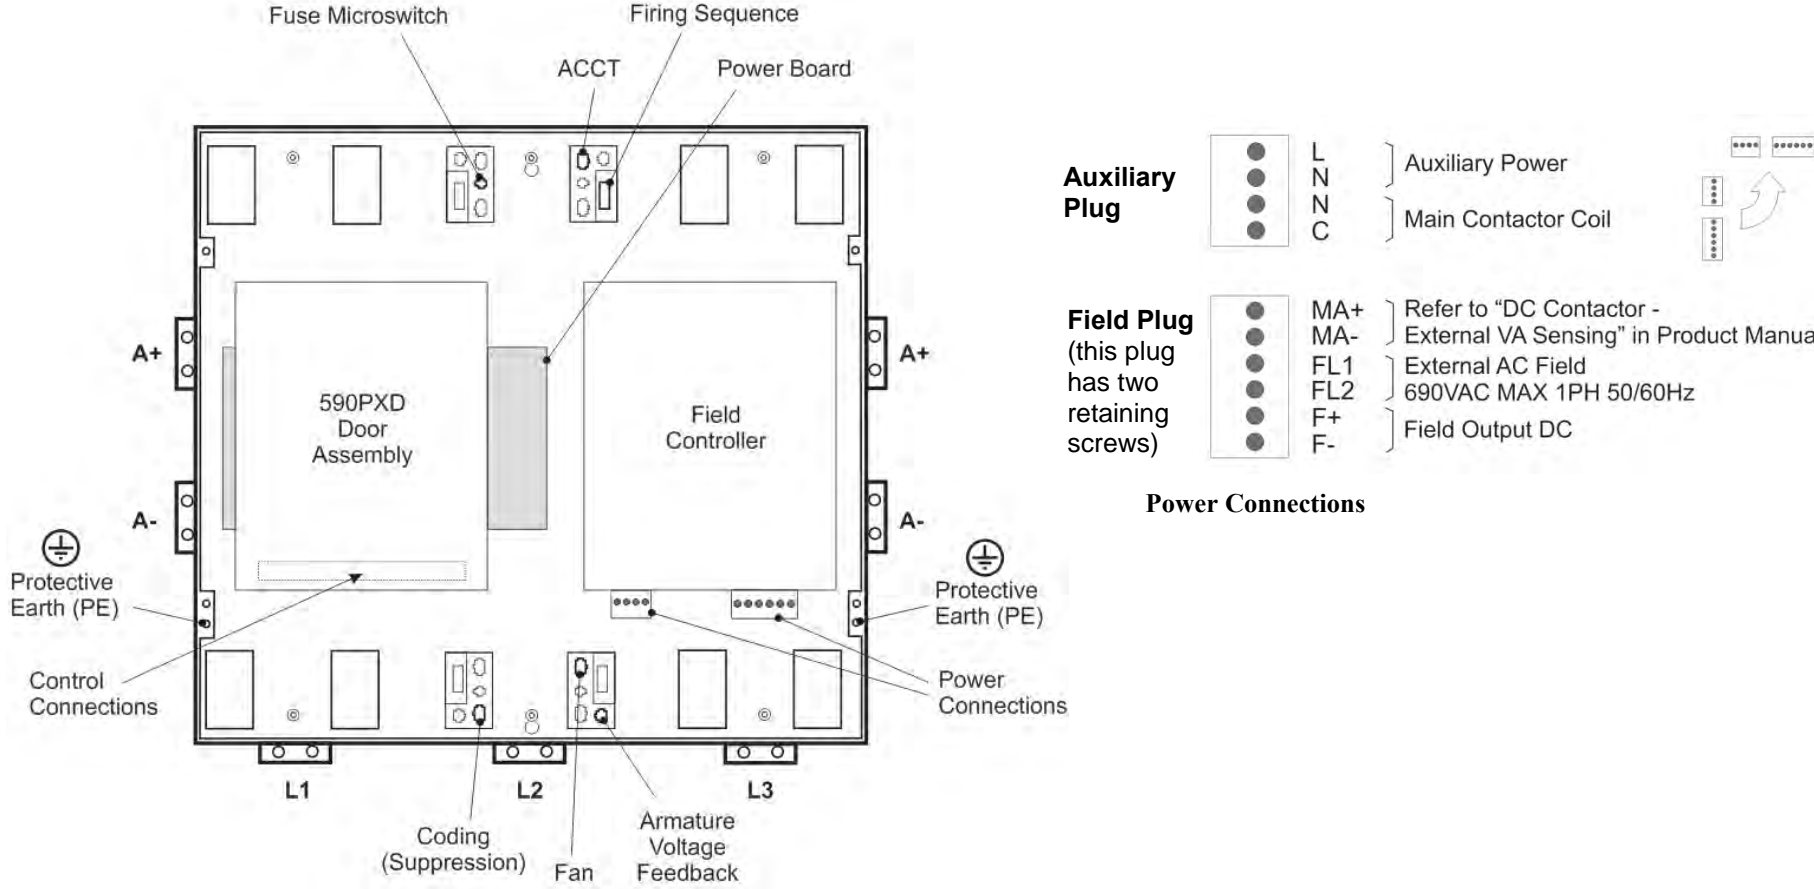 Fuse Microswitch
Firing Sequence
ACCT
Power Board
A+
A+
590PXD
Door
Assembly
Field
Controller
A-
A-
Protective
Earth (PE)
Protective
Earth (PE)
Control
Connections
Power
Connections
L1
L2
L3
Coding
(Suppression)
Fan
Armature
Voltage
Feedback
Auxiliary
Plug
L
N
N
C
Auxiliary Power
Main Contactor Coil
Field Plug
(this plug
has two
retaining
screws)
MA+
MA-
FL1
FL2
F+
F-
Refer to “DC Contactor -
External VA Sensing” in Product Manua
External AC Field
690VAC MAX 1PH 50/60Hz
Field Output DC
Power Connections